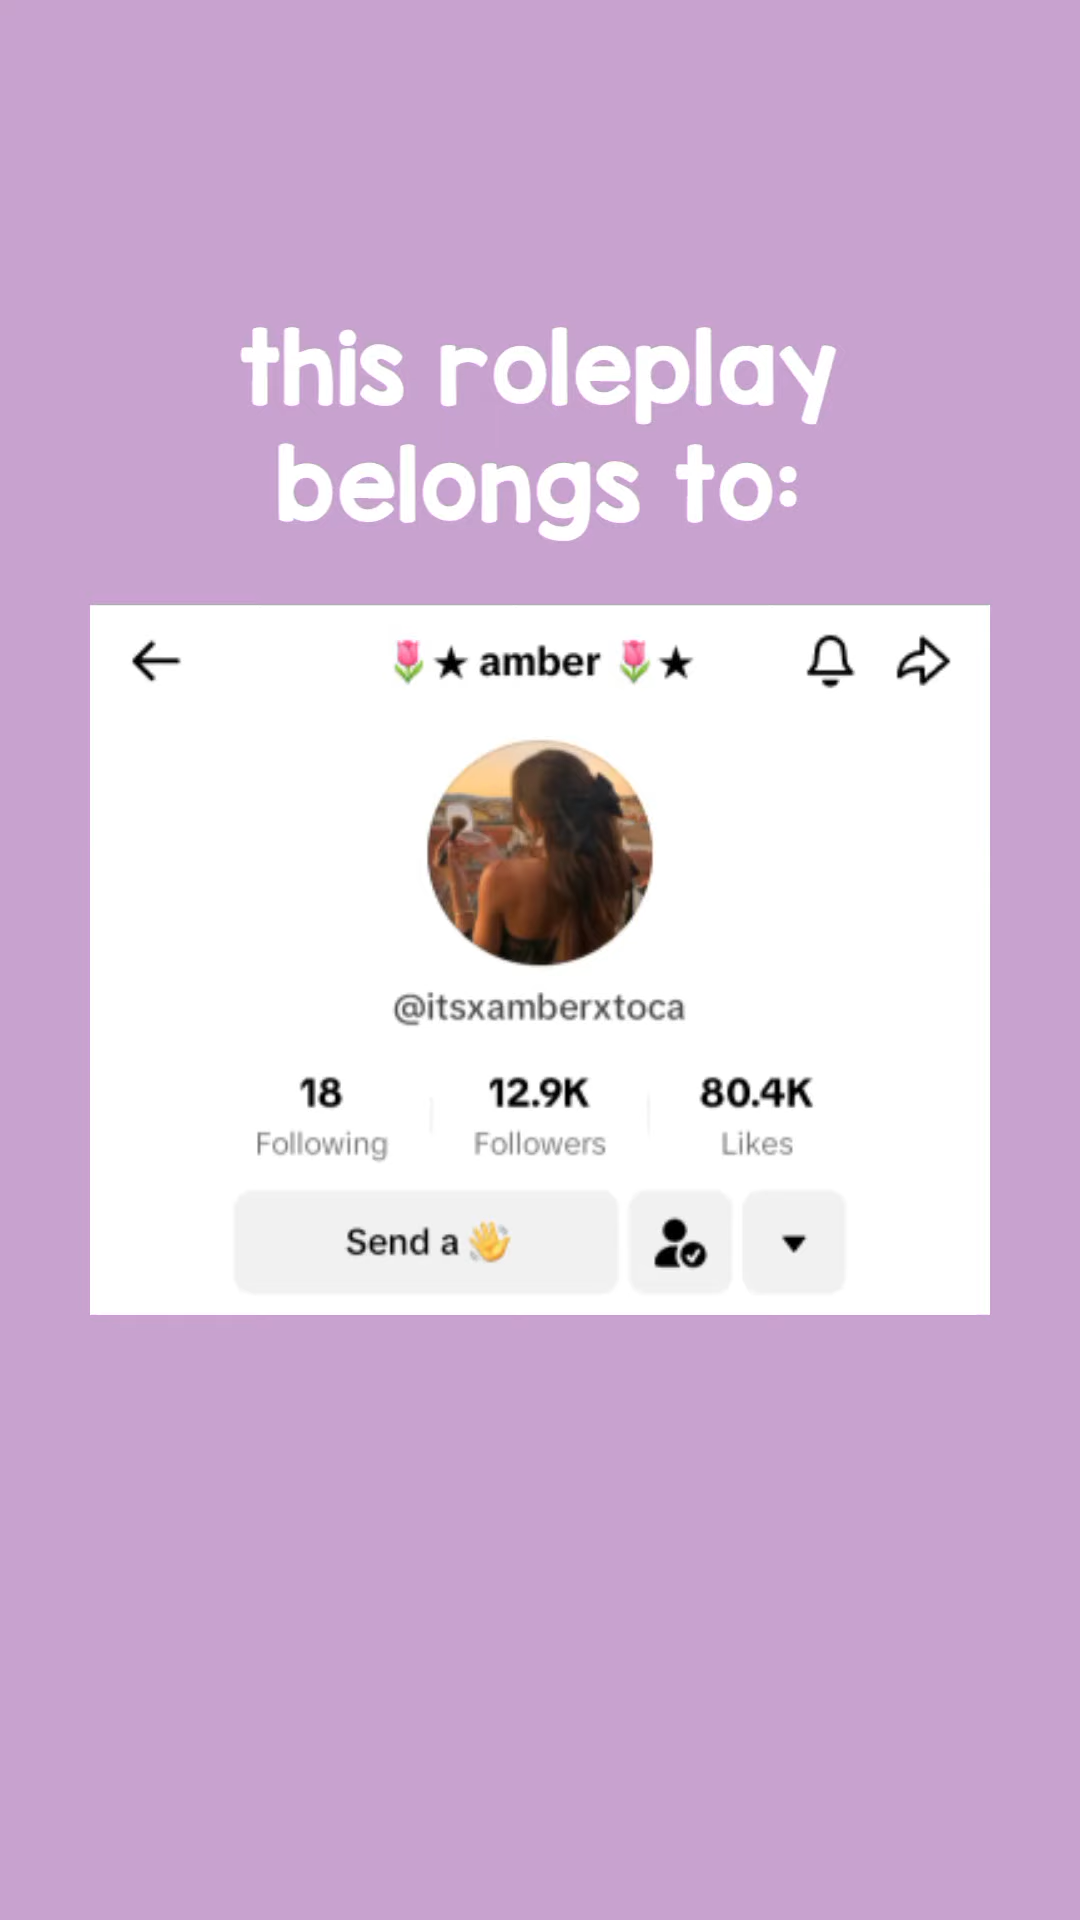 this roleplay
belongs to:
🌷★ amber 🌷★
@itsxamberxtoca
18 12.9K 80.4K
Following Followers Likes
Send a 👋